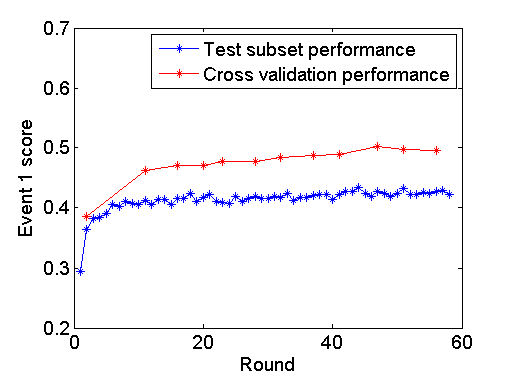 0.7
0.6
0.5
0.4
0.3
0.2
Event 1 score
Test subset performance
Cross validation performance
0 20 40 60
Round